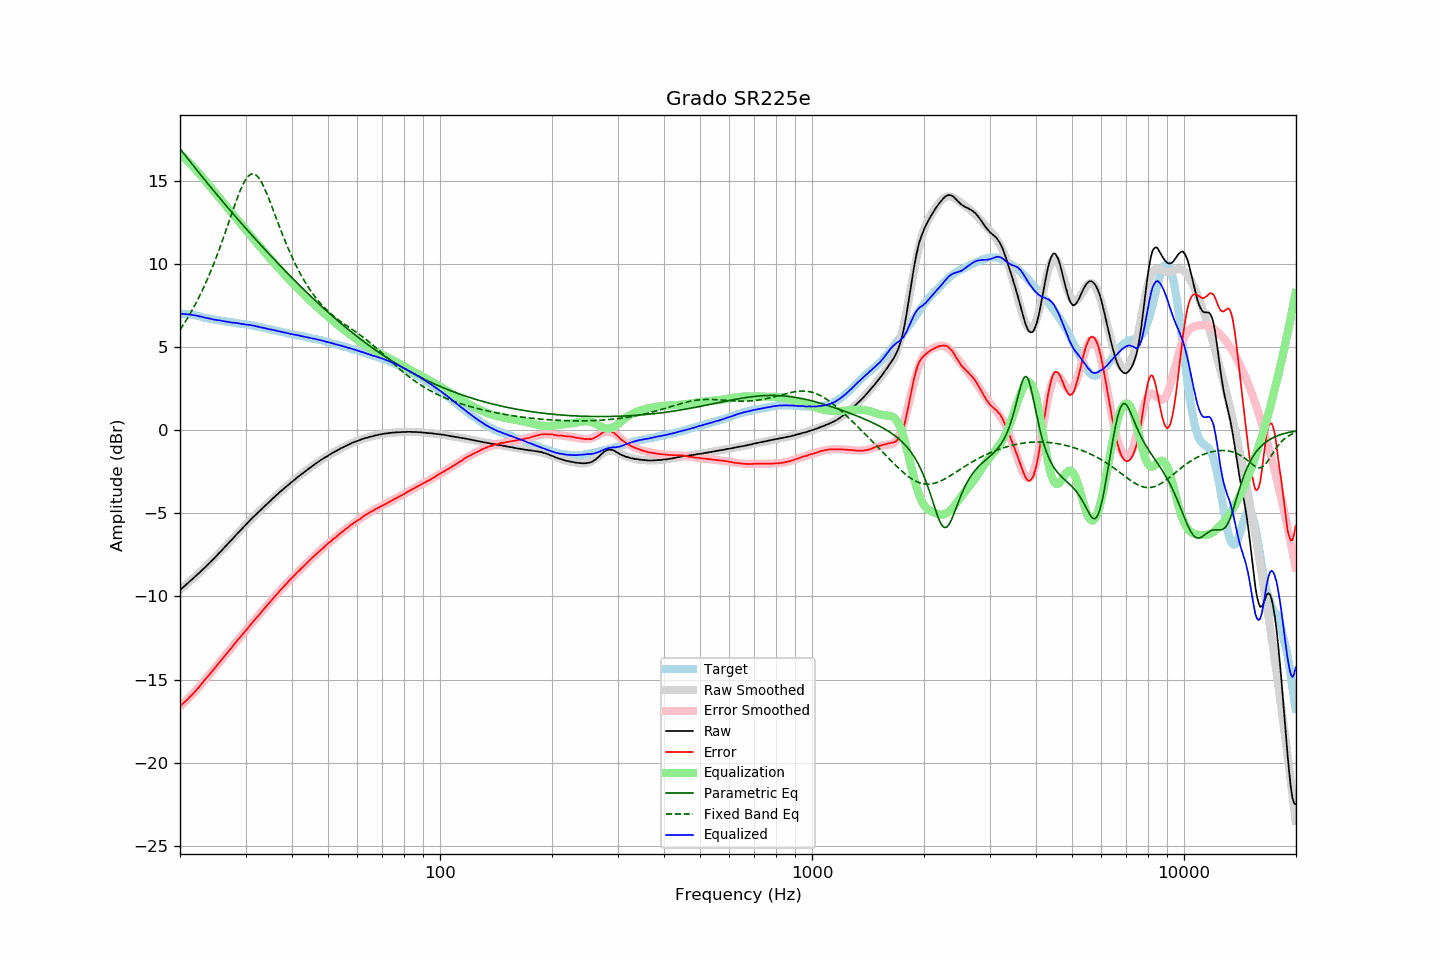 Grado SR225e
15
10
5
0
−5
−10
−15
−20
−25
Amplitude (dBr)
100
1000
10000
Frequency (Hz)
Target
Raw Smoothed
Error Smoothed
Raw
Error
Equalization
Parametric Eq
Fixed Band Eq
Equalized